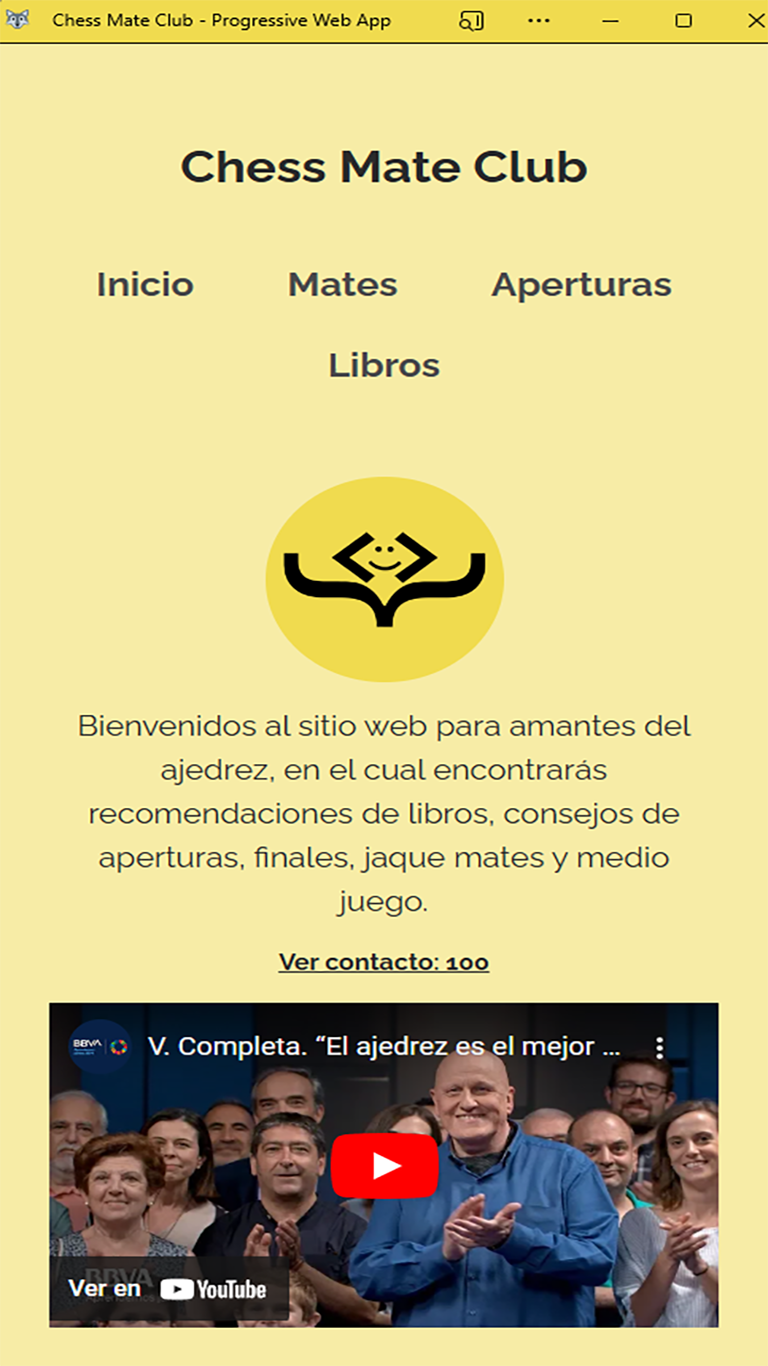 Chess Mate Club - Progressive Web App
Chess Mate Club
Inicio Mates Aperturas
Libros
Bienvenidos al sitio web para amantes del
ajedrez, en el cual encontrarás
recomendaciones de libros, consejos de
aperturas, finales, jaque mates y medio
juego.
Ver contacto: 100
BBVA
V. Completa. “El ajedrez es el mejor ...
BBVA
Ver en YouTube